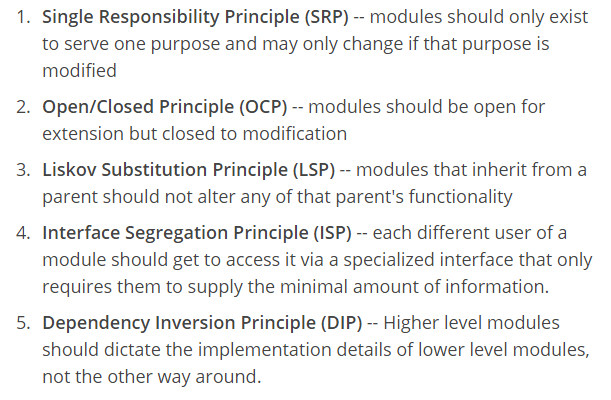 1. Single Responsibility Principle (SRP) -- modules should only exist
to serve one purpose and may only change if that purpose is
modified
2. Open/Closed Principle (OCP) -- modules should be open for
extension but closed to modification
3. Liskov Substitution Principle (LSP) -- modules that inherit from a
parent should not alter any of that parent's functionality
4. Interface Segregation Principle (ISP) -- each different user of a
module should get to access it via a specialized interface that only
requires them to supply the minimal amount of information.
5. Dependency Inversion Principle (DIP) -- Higher level modules
should dictate the implementation details of lower level modules,
not the other way around.